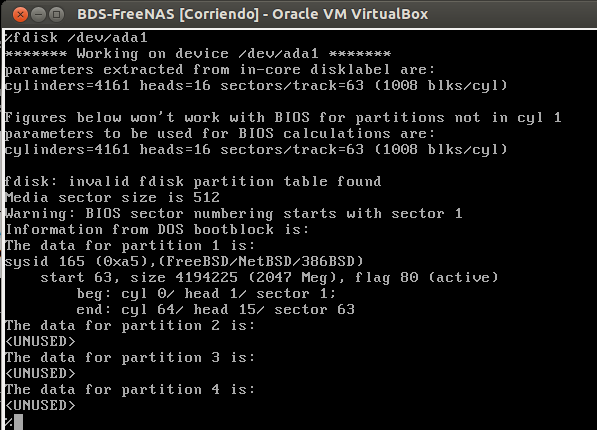 BDS-FreeNAS [Corriendo] - Oracle VM VirtualBox
%fdisk /dev/ada1
******* Working on device /dev/ada1 *******
parameters extracted from in-core disklabel are:
cylinders=4161 heads=16 sectors/track=63 (1008 blks/cyl)
Figures below won't work with BIOS for partitions not in cyl 1
parameters to be used for BIOS calculations are:
cylinders=4161 heads=16 sectors/track=63 (1008 blks/cyl)
fdisk: invalid fdisk partition table found
Media sector size is 512
Warning: BIOS sector numbering starts with sector 1
Information from DOS bootblock is:
The data for partition 1 is:
sysid 165 (0xa5),(FreeBSD/NetBSD/386BSD)
start 63, size 4194225 (2047 Meg), flag 80 (active)
beg: cyl 0/ head 1/ sector 1;
end: cyl 64/ head 15/ sector 63
The data for partition 2 is:
<UNUSED>
The data for partition 3 is:
<UNUSED>
The data for partition 4 is:
<UNUSED>
%